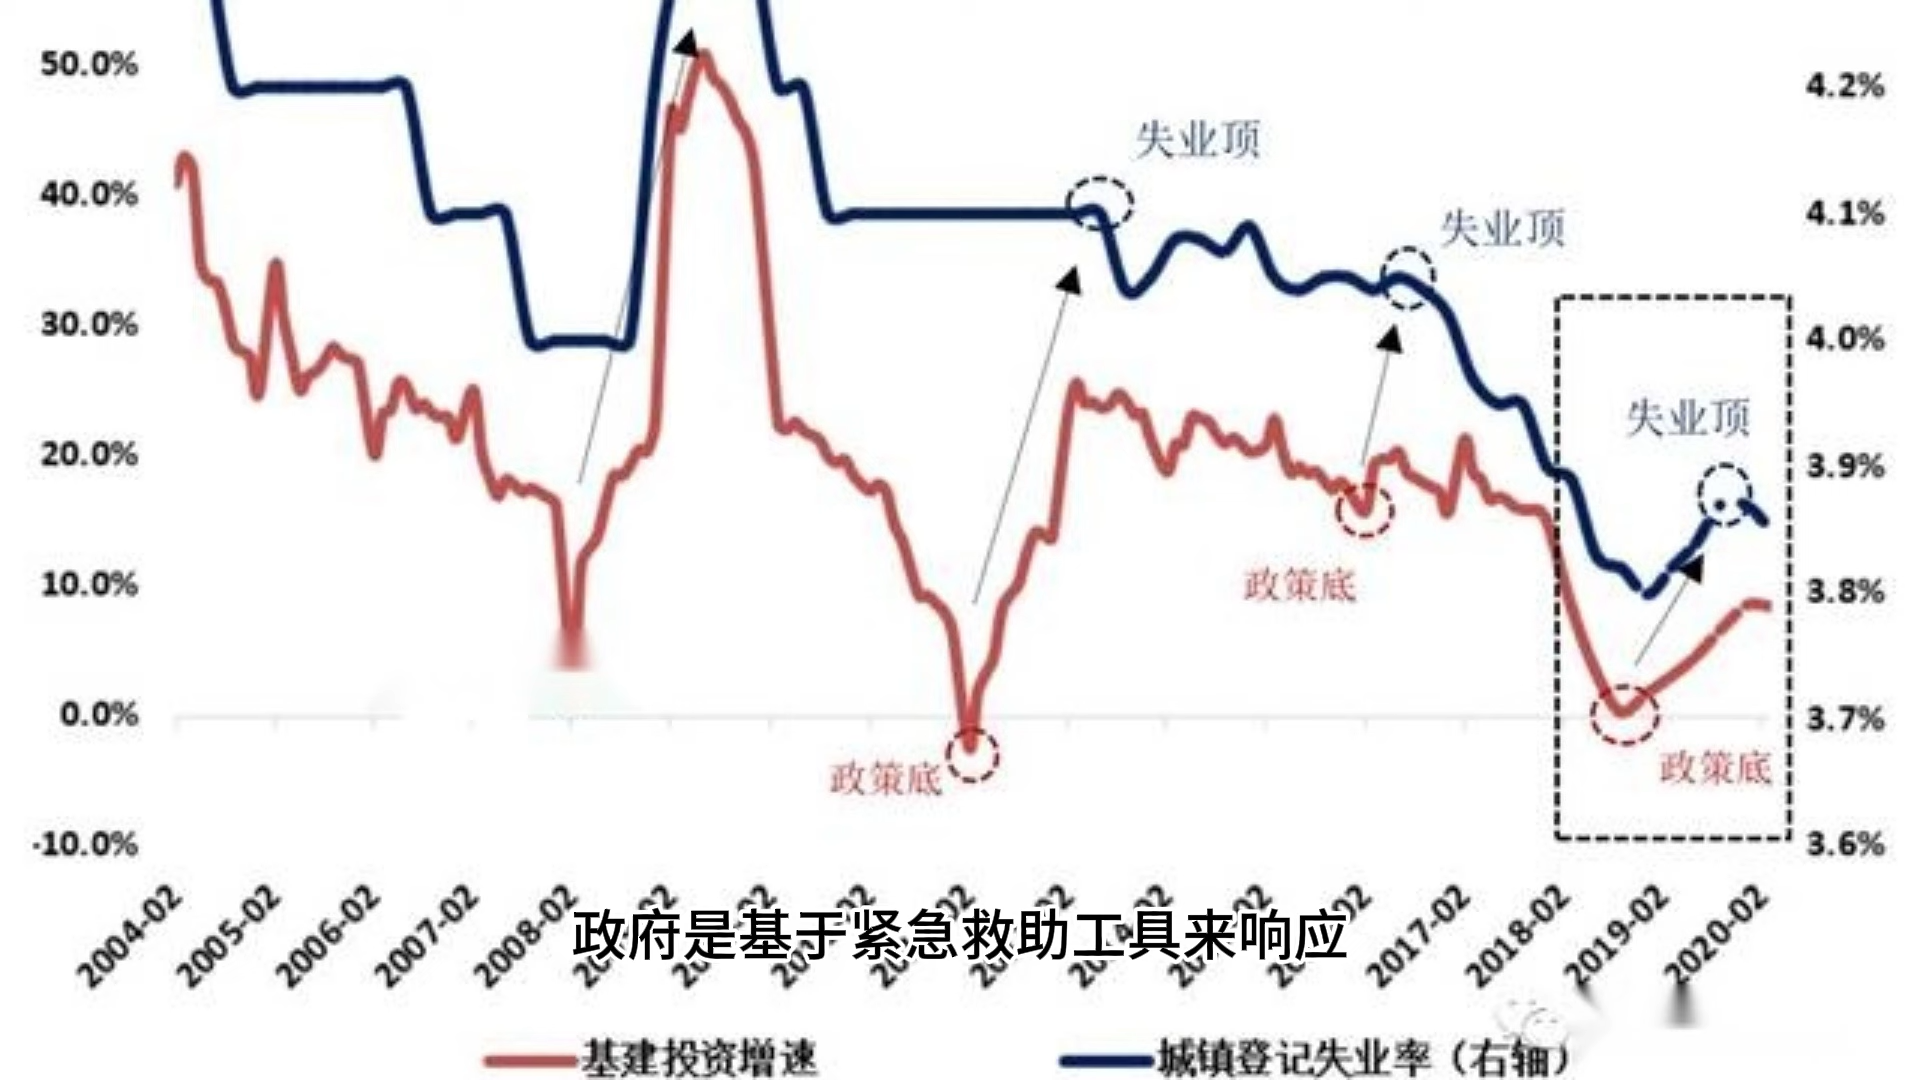 50.0%
40.0%
30.0%
20.0%
10.0%
0.0%
-10.0%
4.2%
4.1%
4.0%
3.9%
3.8%
3.7%
3.6%
失业顶
失业顶
失业顶
政策底
政策底
政策底
2004-02
2005-02
2006-02
2007-02
2008-02
2017-02
2018-02
2019-02
2020-02
政府是基于紧急救助工具来响应
基建投资增速
城镇登记失业率（右轴）